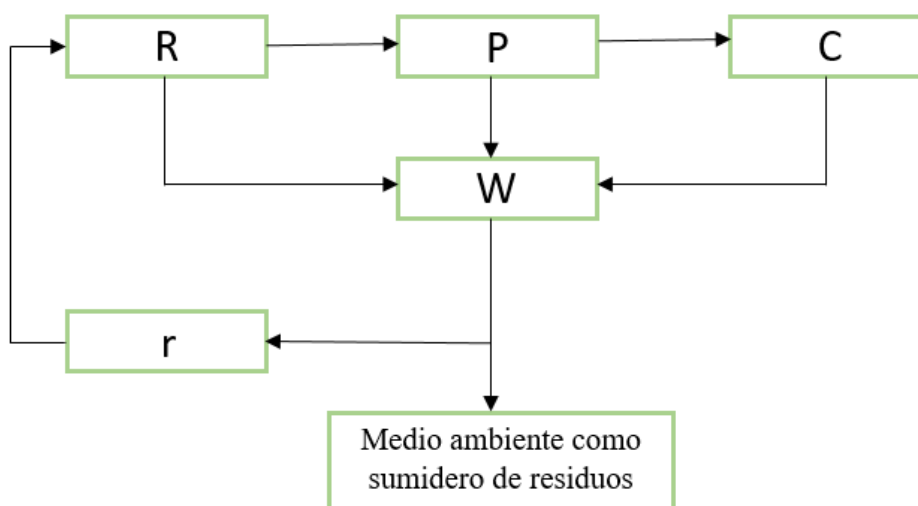 R
P
C
W
r
Medio ambiente como
sumidero de residuos